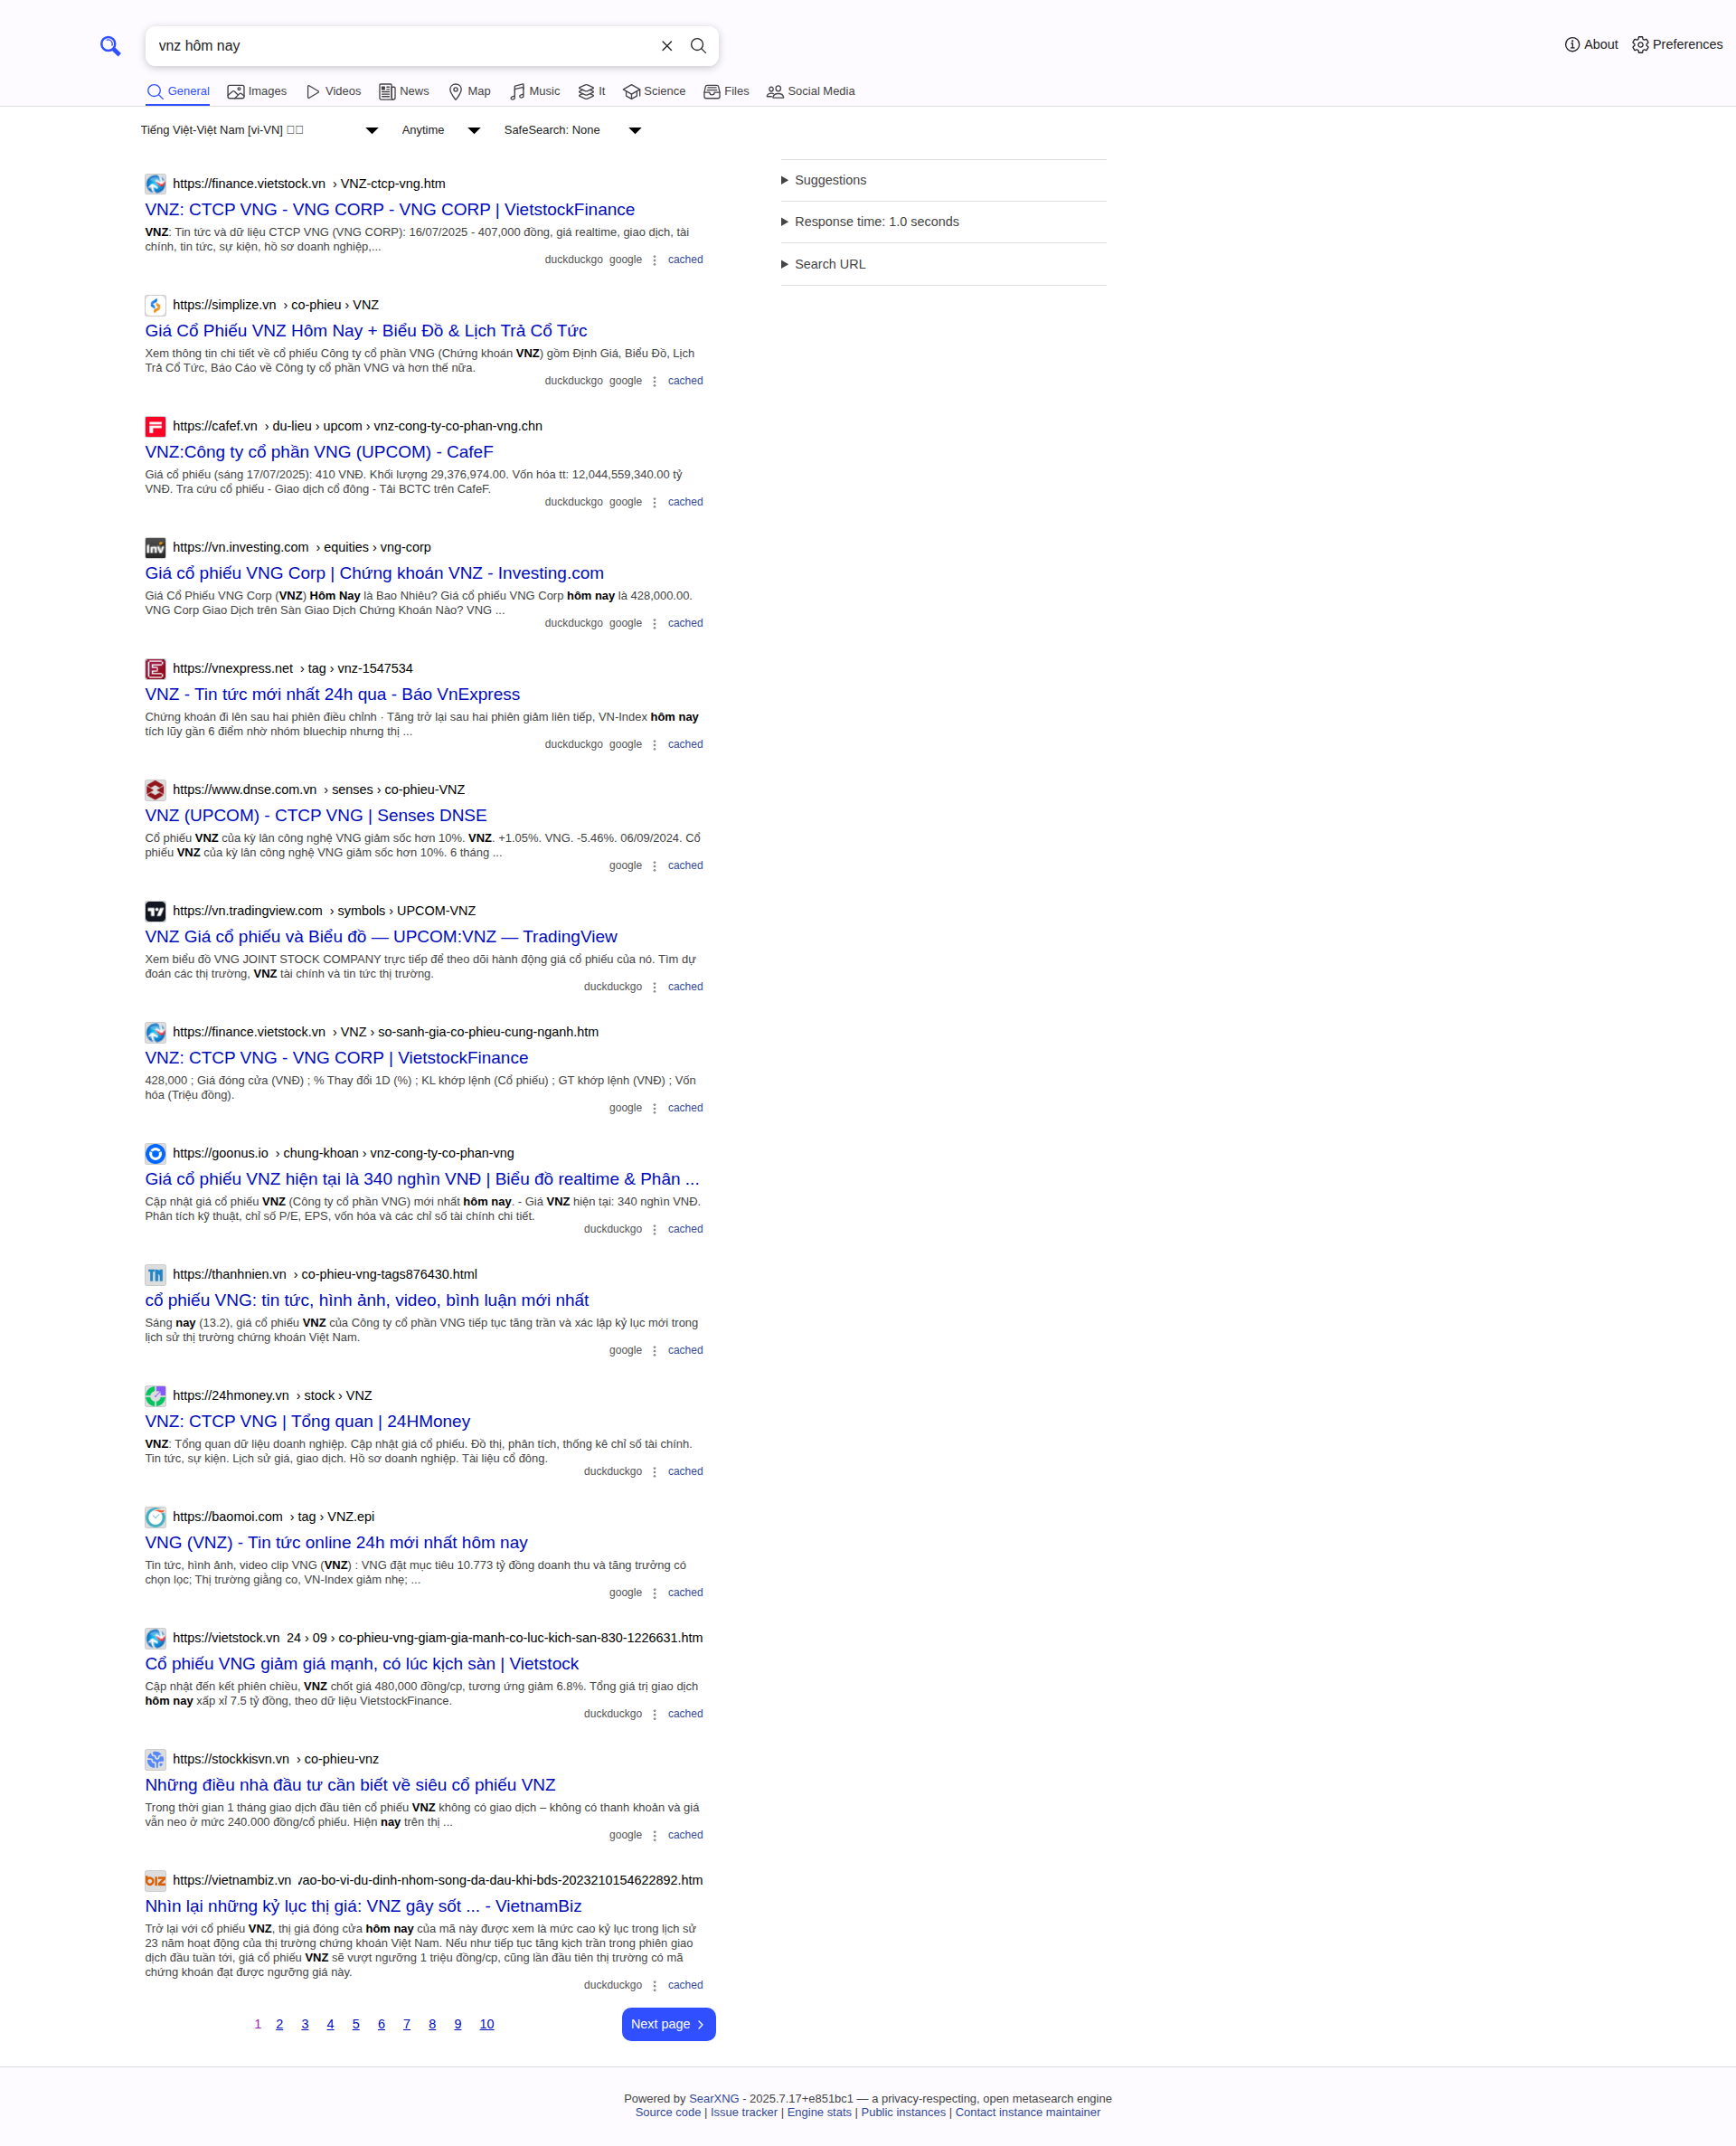 vnz hôm nay
About
Preferences
General
Images
Videos
News
Map
Music
It
Science
Files
Social Media
Tiếng Việt-Việt Nam [vi-VN]
Anytime
SafeSearch: None
https://finance.vietstock.vn › VNZ-ctcp-vng.htm
VNZ: CTCP VNG - VNG CORP - VNG CORP | VietstockFinance
VNZ: Tin tức và dữ liệu CTCP VNG (VNG CORP): 16/07/2025 - 407,000 đồng, giá realtime, giao dịch, tài
chính, tin tức, sự kiện, hồ sơ doanh nghiệp,...
duckduckgo google cached
https://simplize.vn › co-phieu › VNZ
Giá Cổ Phiếu VNZ Hôm Nay + Biểu Đồ & Lịch Trả Cổ Tức
Xem thông tin chi tiết về cổ phiếu Công ty cổ phần VNG (Chứng khoán VNZ) gồm Định Giá, Biểu Đồ, Lịch
Trả Cổ Tức, Báo Cáo về Công ty cổ phần VNG và hơn thế nữa.
duckduckgo google cached
https://cafef.vn › du-lieu › upcom › vnz-cong-ty-co-phan-vng.chn
VNZ:Công ty cổ phần VNG (UPCOM) - CafeF
Giá cổ phiếu (sáng 17/07/2025): 410 VNĐ. Khối lượng 29,376,974.00. Vốn hóa tt: 12,044,559,340.00 tỷ
VNĐ. Tra cứu cổ phiếu - Giao dịch cổ đông - Tải BCTC trên CafeF.
duckduckgo google cached
https://vn.investing.com › equities › vng-corp
Giá cổ phiếu VNG Corp | Chứng khoán VNZ - Investing.com
Giá Cổ Phiếu VNG Corp (VNZ) Hôm Nay là Bao Nhiêu? Giá cổ phiếu VNG Corp hôm nay là 428,000.00.
VNG Corp Giao Dịch trên Sàn Giao Dịch Chứng Khoán Nào? VNG ...
duckduckgo google cached
https://vnexpress.net › tag › vnz-1547534
VNZ - Tin tức mới nhất 24h qua - Báo VnExpress
Chứng khoán đi lên sau hai phiên điều chỉnh · Tăng trở lại sau hai phiên giảm liên tiếp, VN-Index hôm nay
tích lũy gần 6 điểm nhờ nhóm bluechip nhưng thị ...
duckduckgo google cached
https://www.dnse.com.vn › senses › co-phieu-VNZ
VNZ (UPCOM) - CTCP VNG | Senses DNSE
Cổ phiếu VNZ của kỳ lân công nghệ VNG giảm sốc hơn 10%. VNZ. +1.05%. VNG. -5.46%. 06/09/2024. Cổ
phiếu VNZ của kỳ lân công nghệ VNG giảm sốc hơn 10%. 6 tháng ...
google cached
https://vn.tradingview.com › symbols › UPCOM-VNZ
VNZ Giá cổ phiếu và Biểu đồ — UPCOM:VNZ — TradingView
Xem biểu đồ VNG JOINT STOCK COMPANY trực tiếp để theo dõi hành động giá cổ phiếu của nó. Tìm dự
đoán các thị trường, VNZ tài chính và tin tức thị trường.
duckduckgo cached
https://finance.vietstock.vn › VNZ › so-sanh-gia-co-phieu-cung-nganh.htm
VNZ: CTCP VNG - VNG CORP | VietstockFinance
428,000 ; Giá đóng cửa (VNĐ) ; % Thay đổi 1D (%) ; KL khớp lệnh (Cổ phiếu) ; GT khớp lệnh (VNĐ) ; Vốn
hóa (Triệu đồng).
google cached
https://goonus.io › chung-khoan › vnz-cong-ty-co-phan-vng
Giá cổ phiếu VNZ hiện tại là 340 nghìn VNĐ | Biểu đồ realtime & Phân ...
Cập nhật giá cổ phiếu VNZ (Công ty cổ phần VNG) mới nhất hôm nay. - Giá VNZ hiện tại: 340 nghìn VNĐ.
Phân tích kỹ thuật, chỉ số P/E, EPS, vốn hóa và các chỉ số tài chính chi tiết.
duckduckgo cached
https://thanhnien.vn › co-phieu-vng-tags876430.html
cổ phiếu VNG: tin tức, hình ảnh, video, bình luận mới nhất
Sáng nay (13.2), giá cổ phiếu VNZ của Công ty cổ phần VNG tiếp tục tăng trần và xác lập kỷ lục mới trong
lịch sử thị trường chứng khoán Việt Nam.
google cached
https://24hmoney.vn › stock › VNZ
VNZ: CTCP VNG | Tổng quan | 24HMoney
VNZ: Tổng quan dữ liệu doanh nghiệp. Cập nhật giá cổ phiếu. Đồ thị, phân tích, thống kê chỉ số tài chính.
Tin tức, sự kiện. Lịch sử giá, giao dịch. Hồ sơ doanh nghiệp. Tài liệu cổ đông.
duckduckgo cached
https://baomoi.com › tag › VNZ.epi
VNG (VNZ) - Tin tức online 24h mới nhất hôm nay
Tin tức, hình ảnh, video clip VNG (VNZ) : VNG đặt mục tiêu 10.773 tỷ đồng doanh thu và tăng trưởng có
chọn lọc; Thị trường giằng co, VN-Index giảm nhẹ; ...
google cached
https://vietstock.vn 24 › 09 › co-phieu-vng-giam-gia-manh-co-luc-kich-san-830-1226631.htm
Cổ phiếu VNG giảm giá mạnh, có lúc kịch sàn | Vietstock
Cập nhật đến kết phiên chiều, VNZ chốt giá 480,000 đồng/cp, tương ứng giảm 6.8%. Tổng giá trị giao dịch
hôm nay xấp xỉ 7.5 tỷ đồng, theo dữ liệu VietstockFinance.
duckduckgo cached
https://stockkisvn.vn › co-phieu-vnz
Những điều nhà đầu tư cần biết về siêu cổ phiếu VNZ
Trong thời gian 1 tháng giao dịch đầu tiên cổ phiếu VNZ không có giao dịch – không có thanh khoản và giá
vẫn neo ở mức 240.000 đồng/cổ phiếu. Hiện nay trên thị ...
google cached
https://vietnambiz.vn vao-bo-vi-du-dinh-nhom-song-da-dau-khi-bds-2023210154622892.htm
Nhìn lại những kỷ lục thị giá: VNZ gây sốt ... - VietnamBiz
Trở lại với cổ phiếu VNZ, thị giá đóng cửa hôm nay của mã này được xem là mức cao kỷ lục trong lịch sử
23 năm hoạt động của thị trường chứng khoán Việt Nam. Nếu như tiếp tục tăng kịch trần trong phiên giao
dịch đầu tuần tới, giá cổ phiếu VNZ sẽ vượt ngưỡng 1 triệu đồng/cp, cũng lần đầu tiên thị trường có mã
chứng khoán đạt được ngưỡng giá này.
duckduckgo cached
Suggestions
Response time: 1.0 seconds
Search URL
1 2 3 4 5 6 7 8 9 10
Next page
Powered by SearXNG - 2025.7.17+e851bc1 — a privacy-respecting, open metasearch engine
Source code | Issue tracker | Engine stats | Public instances | Contact instance maintainer